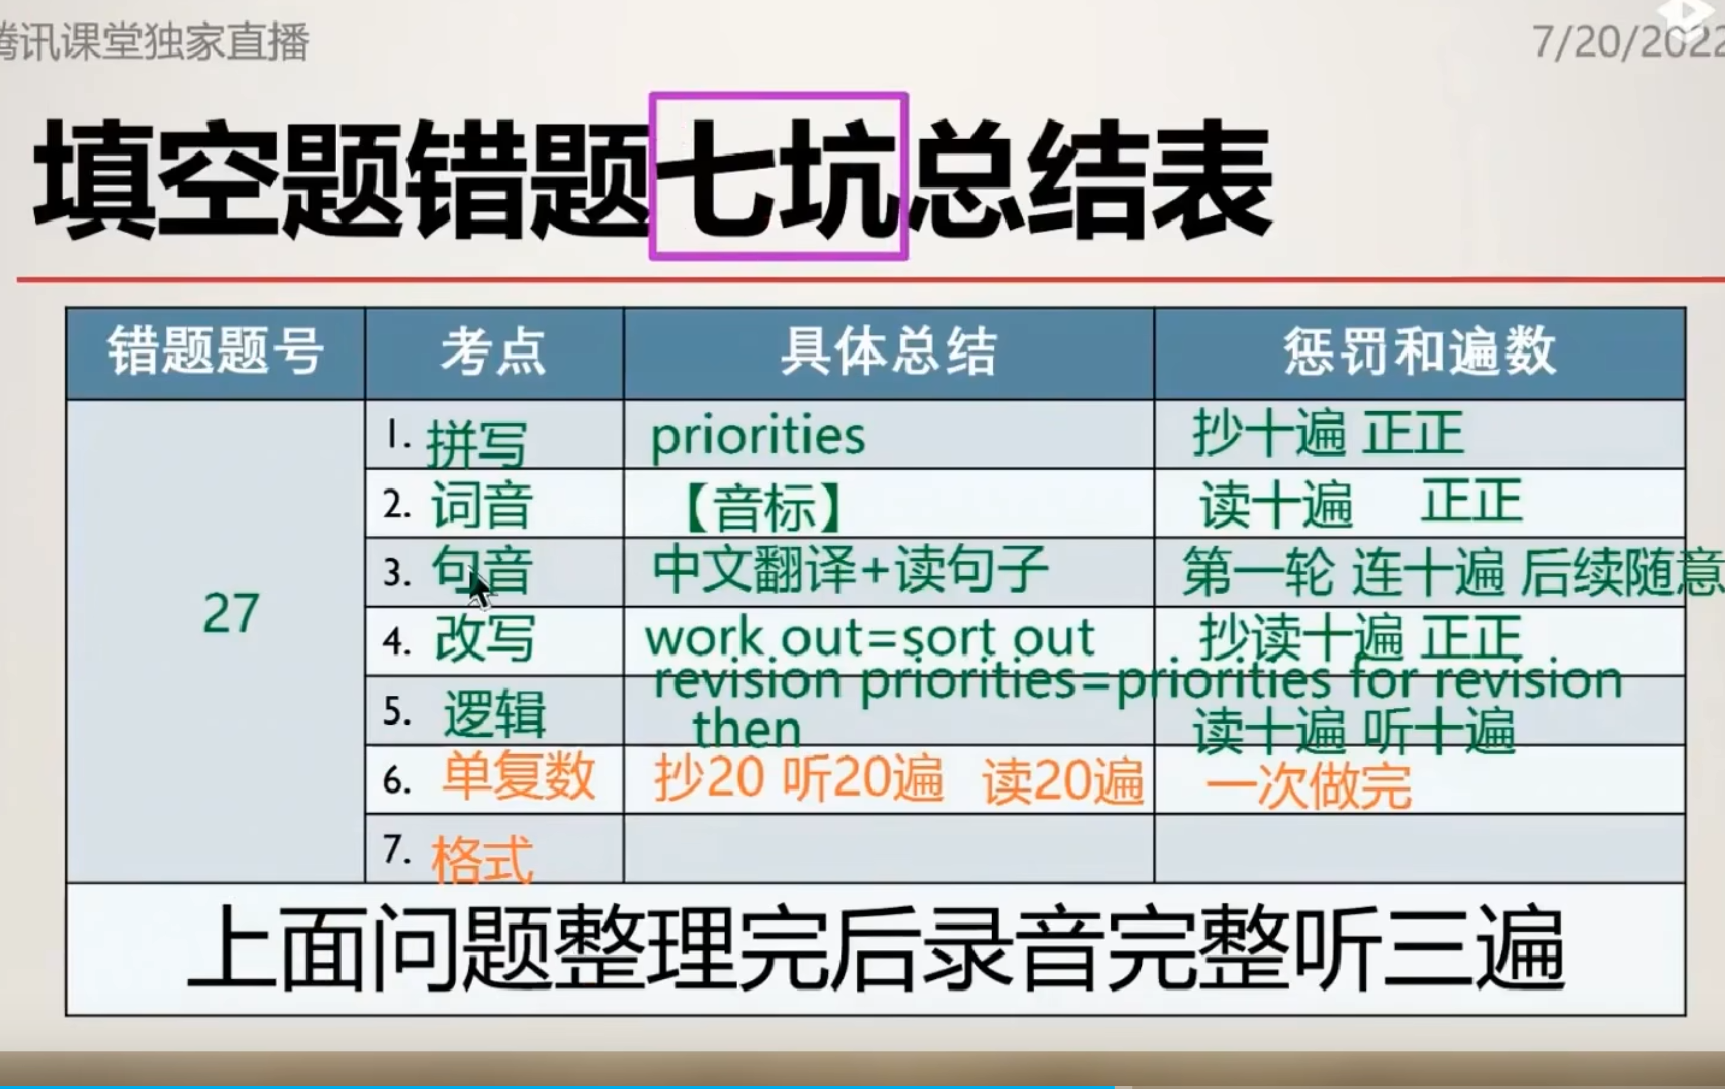 腾讯课堂独家直播
7/20/2022
填空题错题七坑总结表
错题题号 考点 具体总结 惩罚和遍数
27
1. 拼写 priorities 抄十遍 正正
2. 词音 【音标】 读十遍 正正
3. 句音 中文翻译+读句子 第一轮 连十遍 后续随意
4. 改写 work out=sort out 抄读十遍 正正
revision priorities=priorities for revision
5. 逻辑 then 读十遍 听十遍
6. 单复数 抄20 听20遍 读20遍 一次做完
7. 格式
上面问题整理完后录音完整听三遍